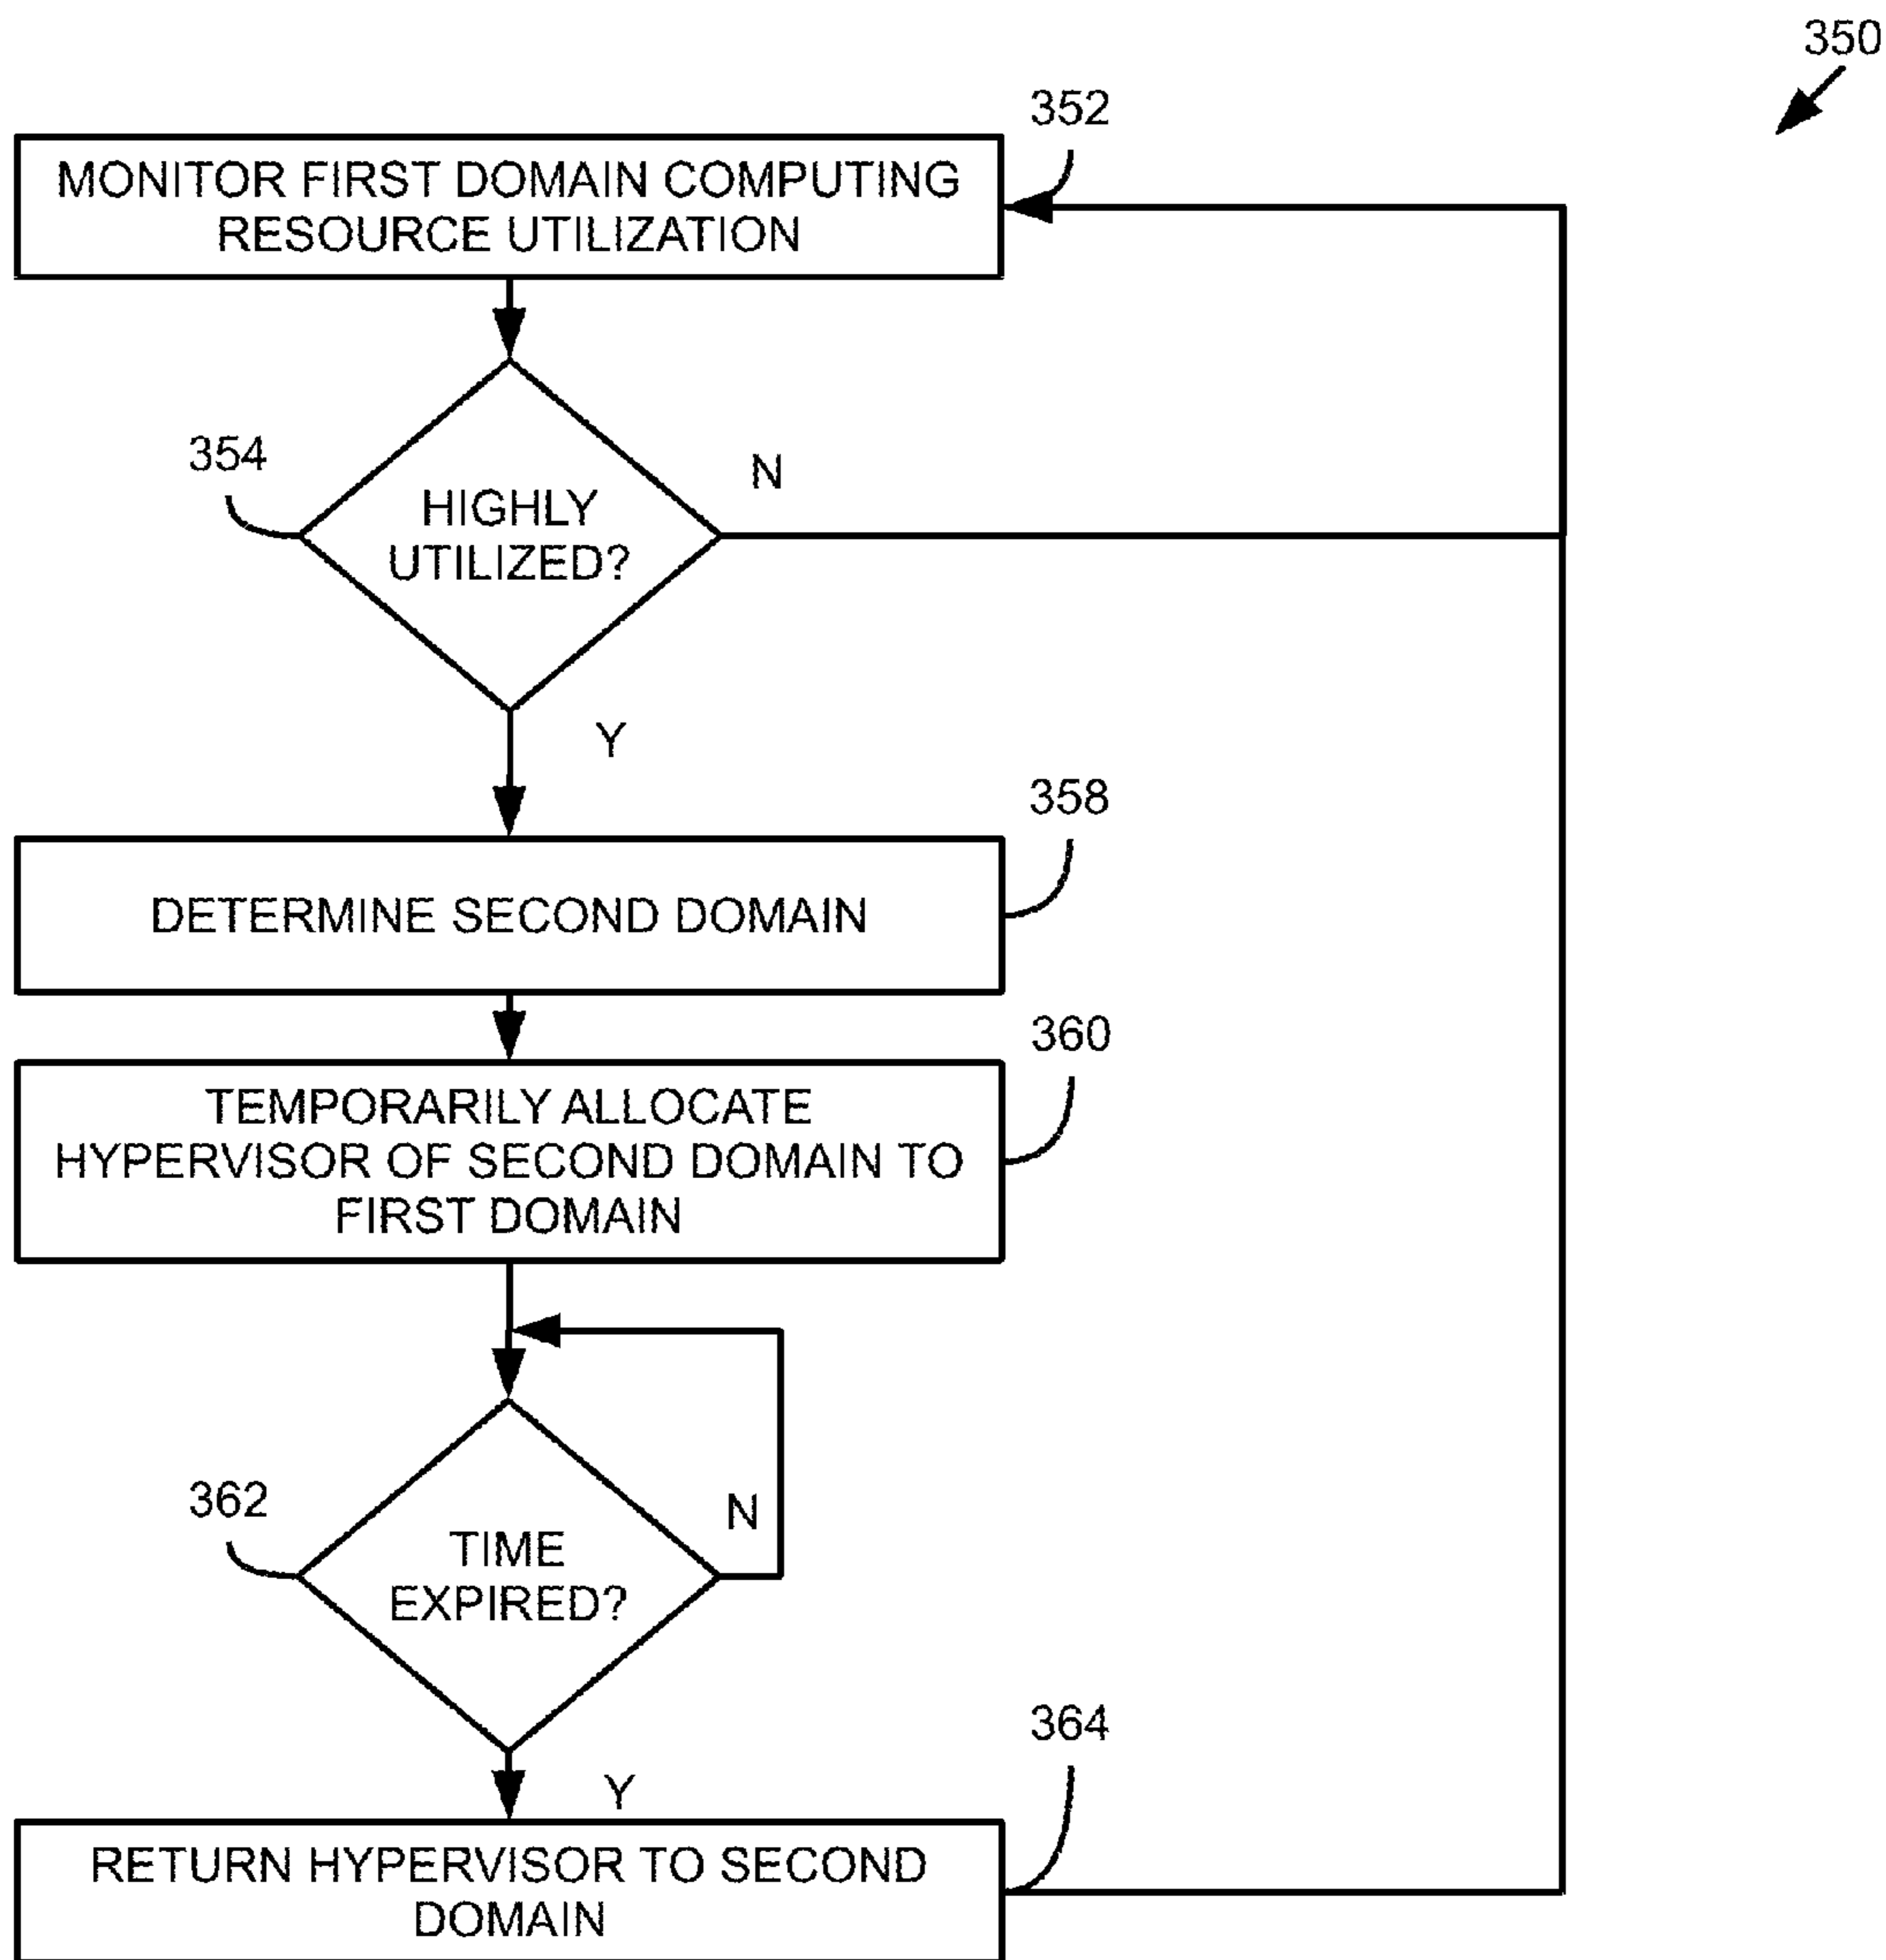 350
352
MONITOR FIRST DOMAIN COMPUTING
RESOURCE UTILIZATION
354
N
HIGHLY
UTILIZED?
Y
358
DETERMINE SECOND DOMAIN
360
TEMPORARILY ALLOCATE
HYPERVISOR OF SECOND DOMAIN TO
FIRST DOMAIN
362
N
TIME
EXPIRED?
364
Y
RETURN HYPERVISOR TO SECOND
DOMAIN